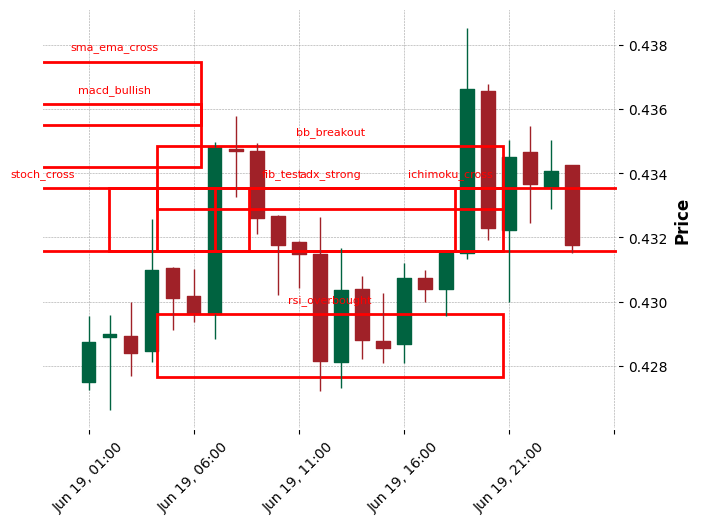 sma_ema_cross
0.438
macd_bullish
0.436
bb_breakout
stoch_cross
fib_test
adx_strong
ichimoku_cross
0.434
Price
0.432
rsi_overbought
0.430
0.428
Jun 19, 01:00
Jun 19, 06:00
Jun 19, 11:00
Jun 19, 16:00
Jun 19, 21:00